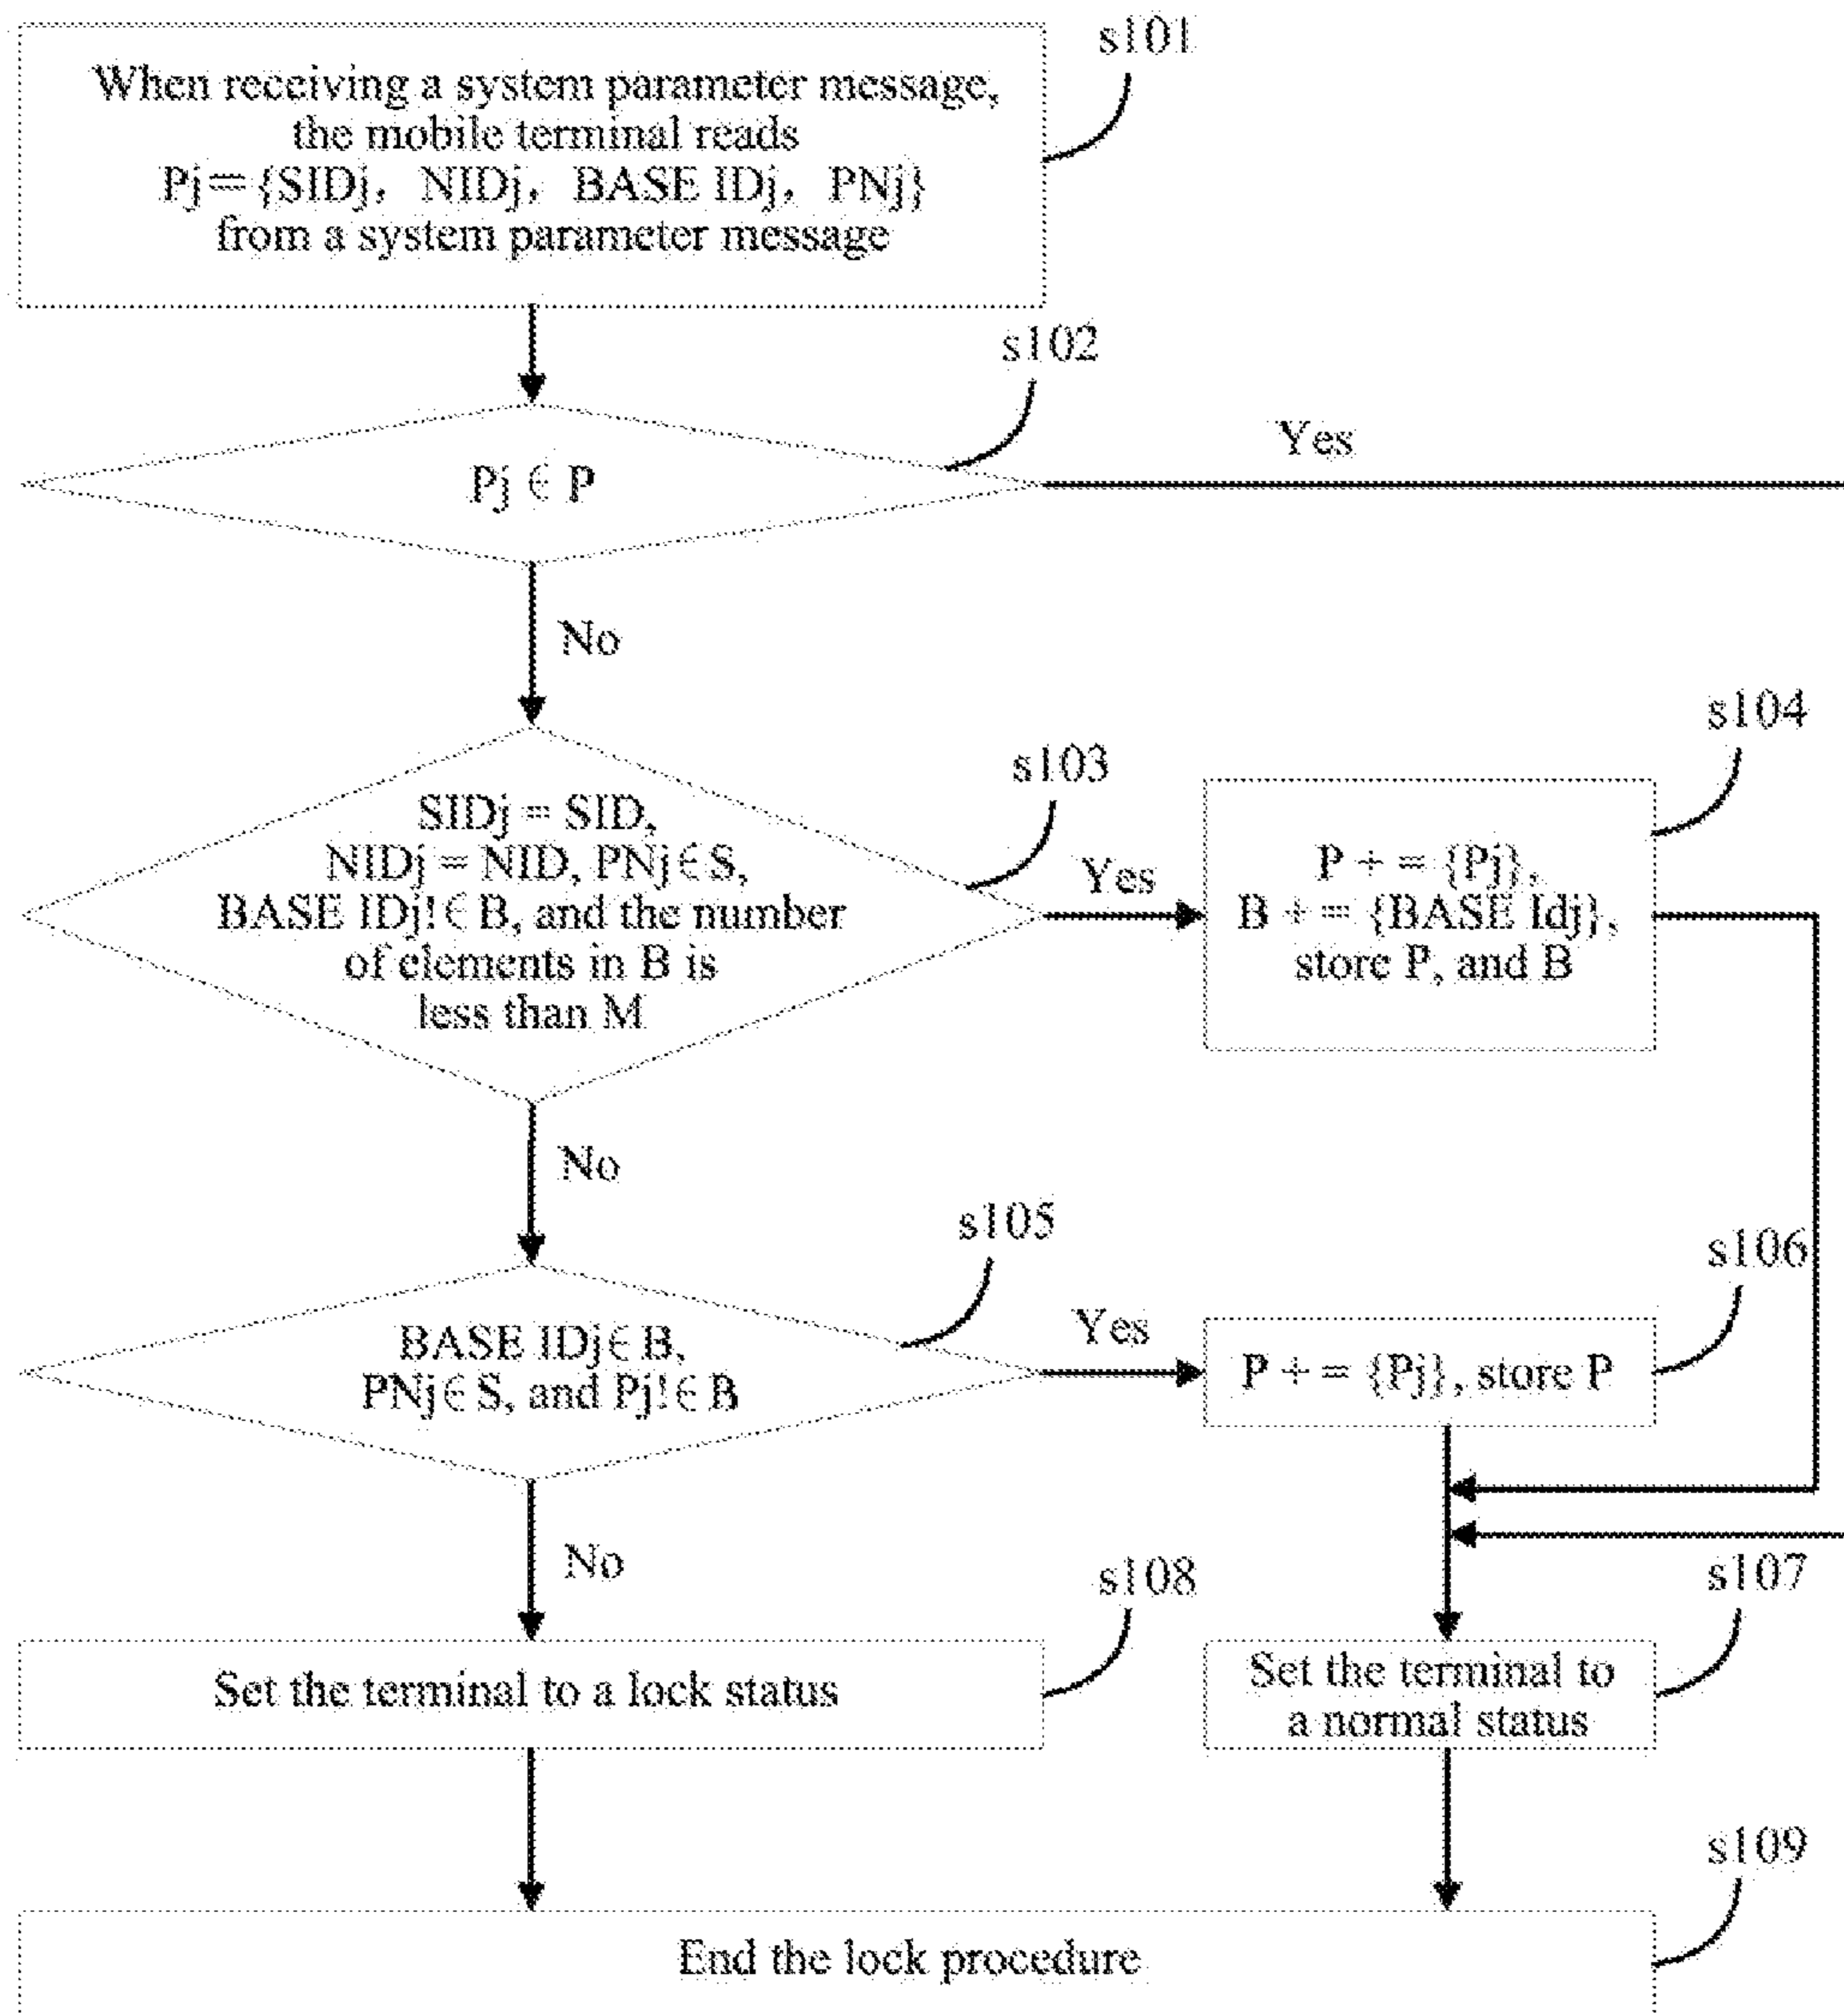 s101
When receiving a system parameter message,
the mobile terminal reads
Pj={SIDj, NIDj, BASE IDj, PNj}
from a system parameter message
s102
Pj ∈ P
Yes
No
s103
SIDj = SID,
NIDj = NID, PNj∈S,
BASE IDj!∈B, and the number
of elements in B is
less than M
Yes
s104
P + = {Pj},
B + = {BASE Idj},
store P, and B
No
s105
BASE IDj∈B,
PNj∈S, and Pj!∈B
Yes
s106
P + = {Pj}, store P
No
s108
Set the terminal to a lock status
s107
Set the terminal to
a normal status
s109
End the lock procedure